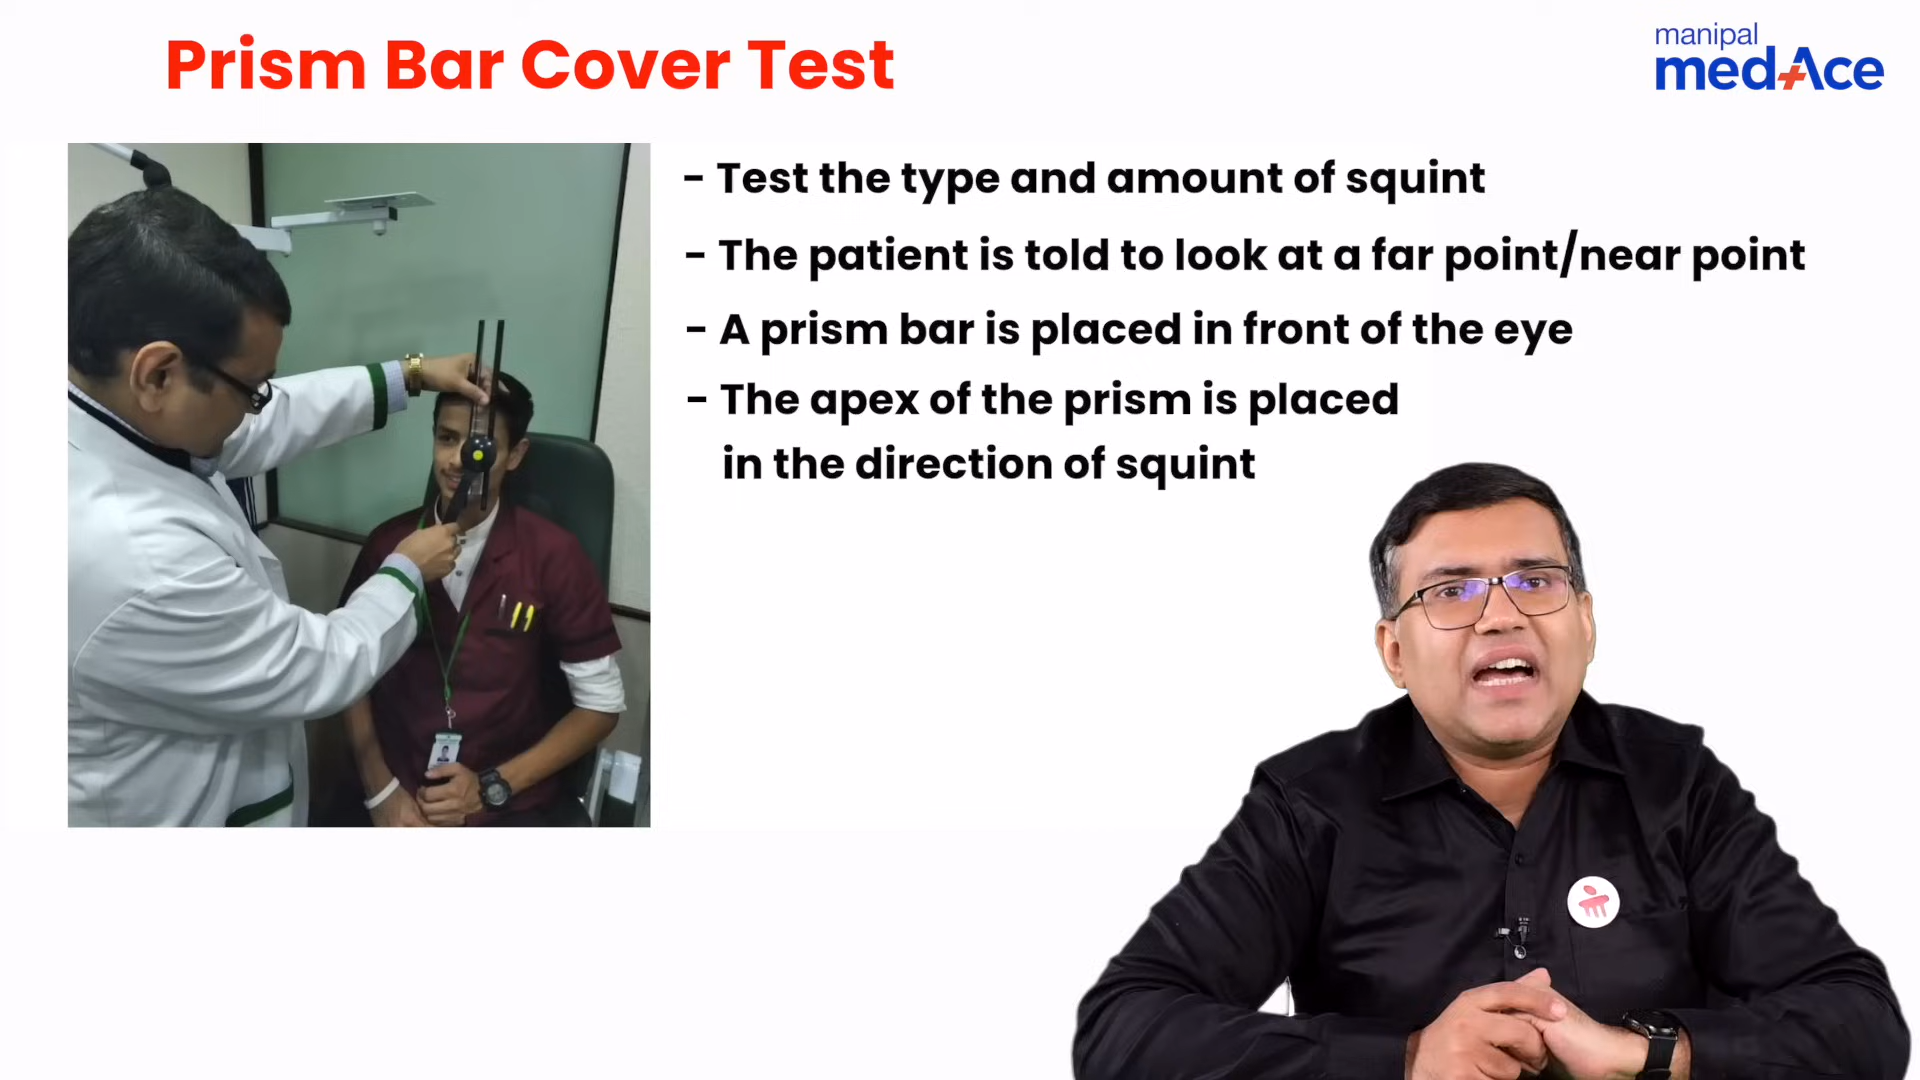 Prism Bar Cover Test
manipal
medAce
- Test the type and amount of squint
- The patient is told to look at a far point/near point
- A prism bar is placed in front of the eye
- The apex of the prism is placed
in the direction of squint